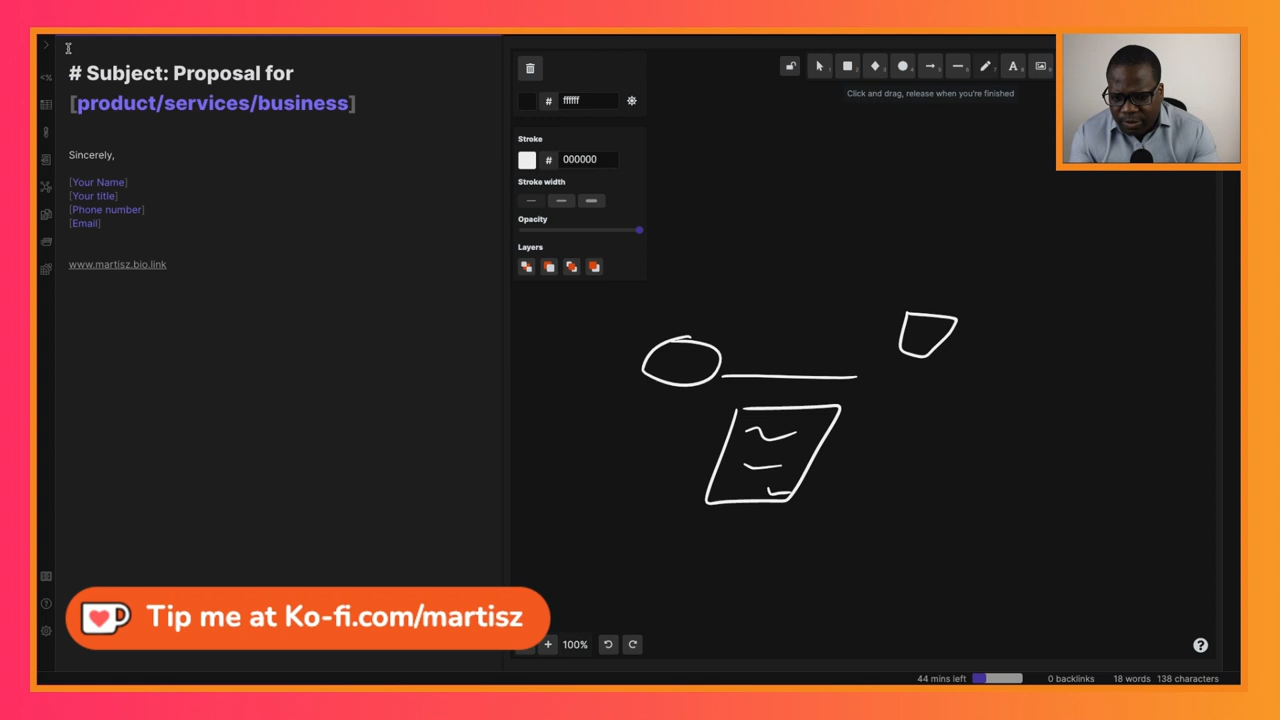 # Subject: Proposal for
[product/services/business]
Sincerely,
[Your Name]
[Your title]
[Phone number]
[Email]
www.martisz.bio.link
# ffffff
Stroke
# 000000
Stroke width
Opacity
Layers
A
Click and drag, release when you're finished
Tip me at Ko-fi.com/martisz
+ 100%
?
44 mins left 0 backlinks 18 words 138 characters